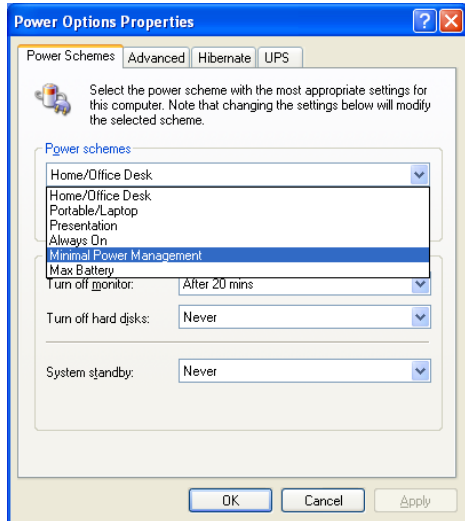 Power Options Properties
Power Schemes Advanced Hibernate UPS
Select the power scheme with the most appropriate settings for
this computer. Note that changing the settings below will modify
the selected scheme.
Power schemes
Home/Office Desk
Home/Office Desk
Portable/Laptop
Presentation
Always On
Minimal Power Management
Max Battery
Turn off monitor: After 20 mins
Turn off hard disks: Never
System standby: Never
OK Cancel Apply